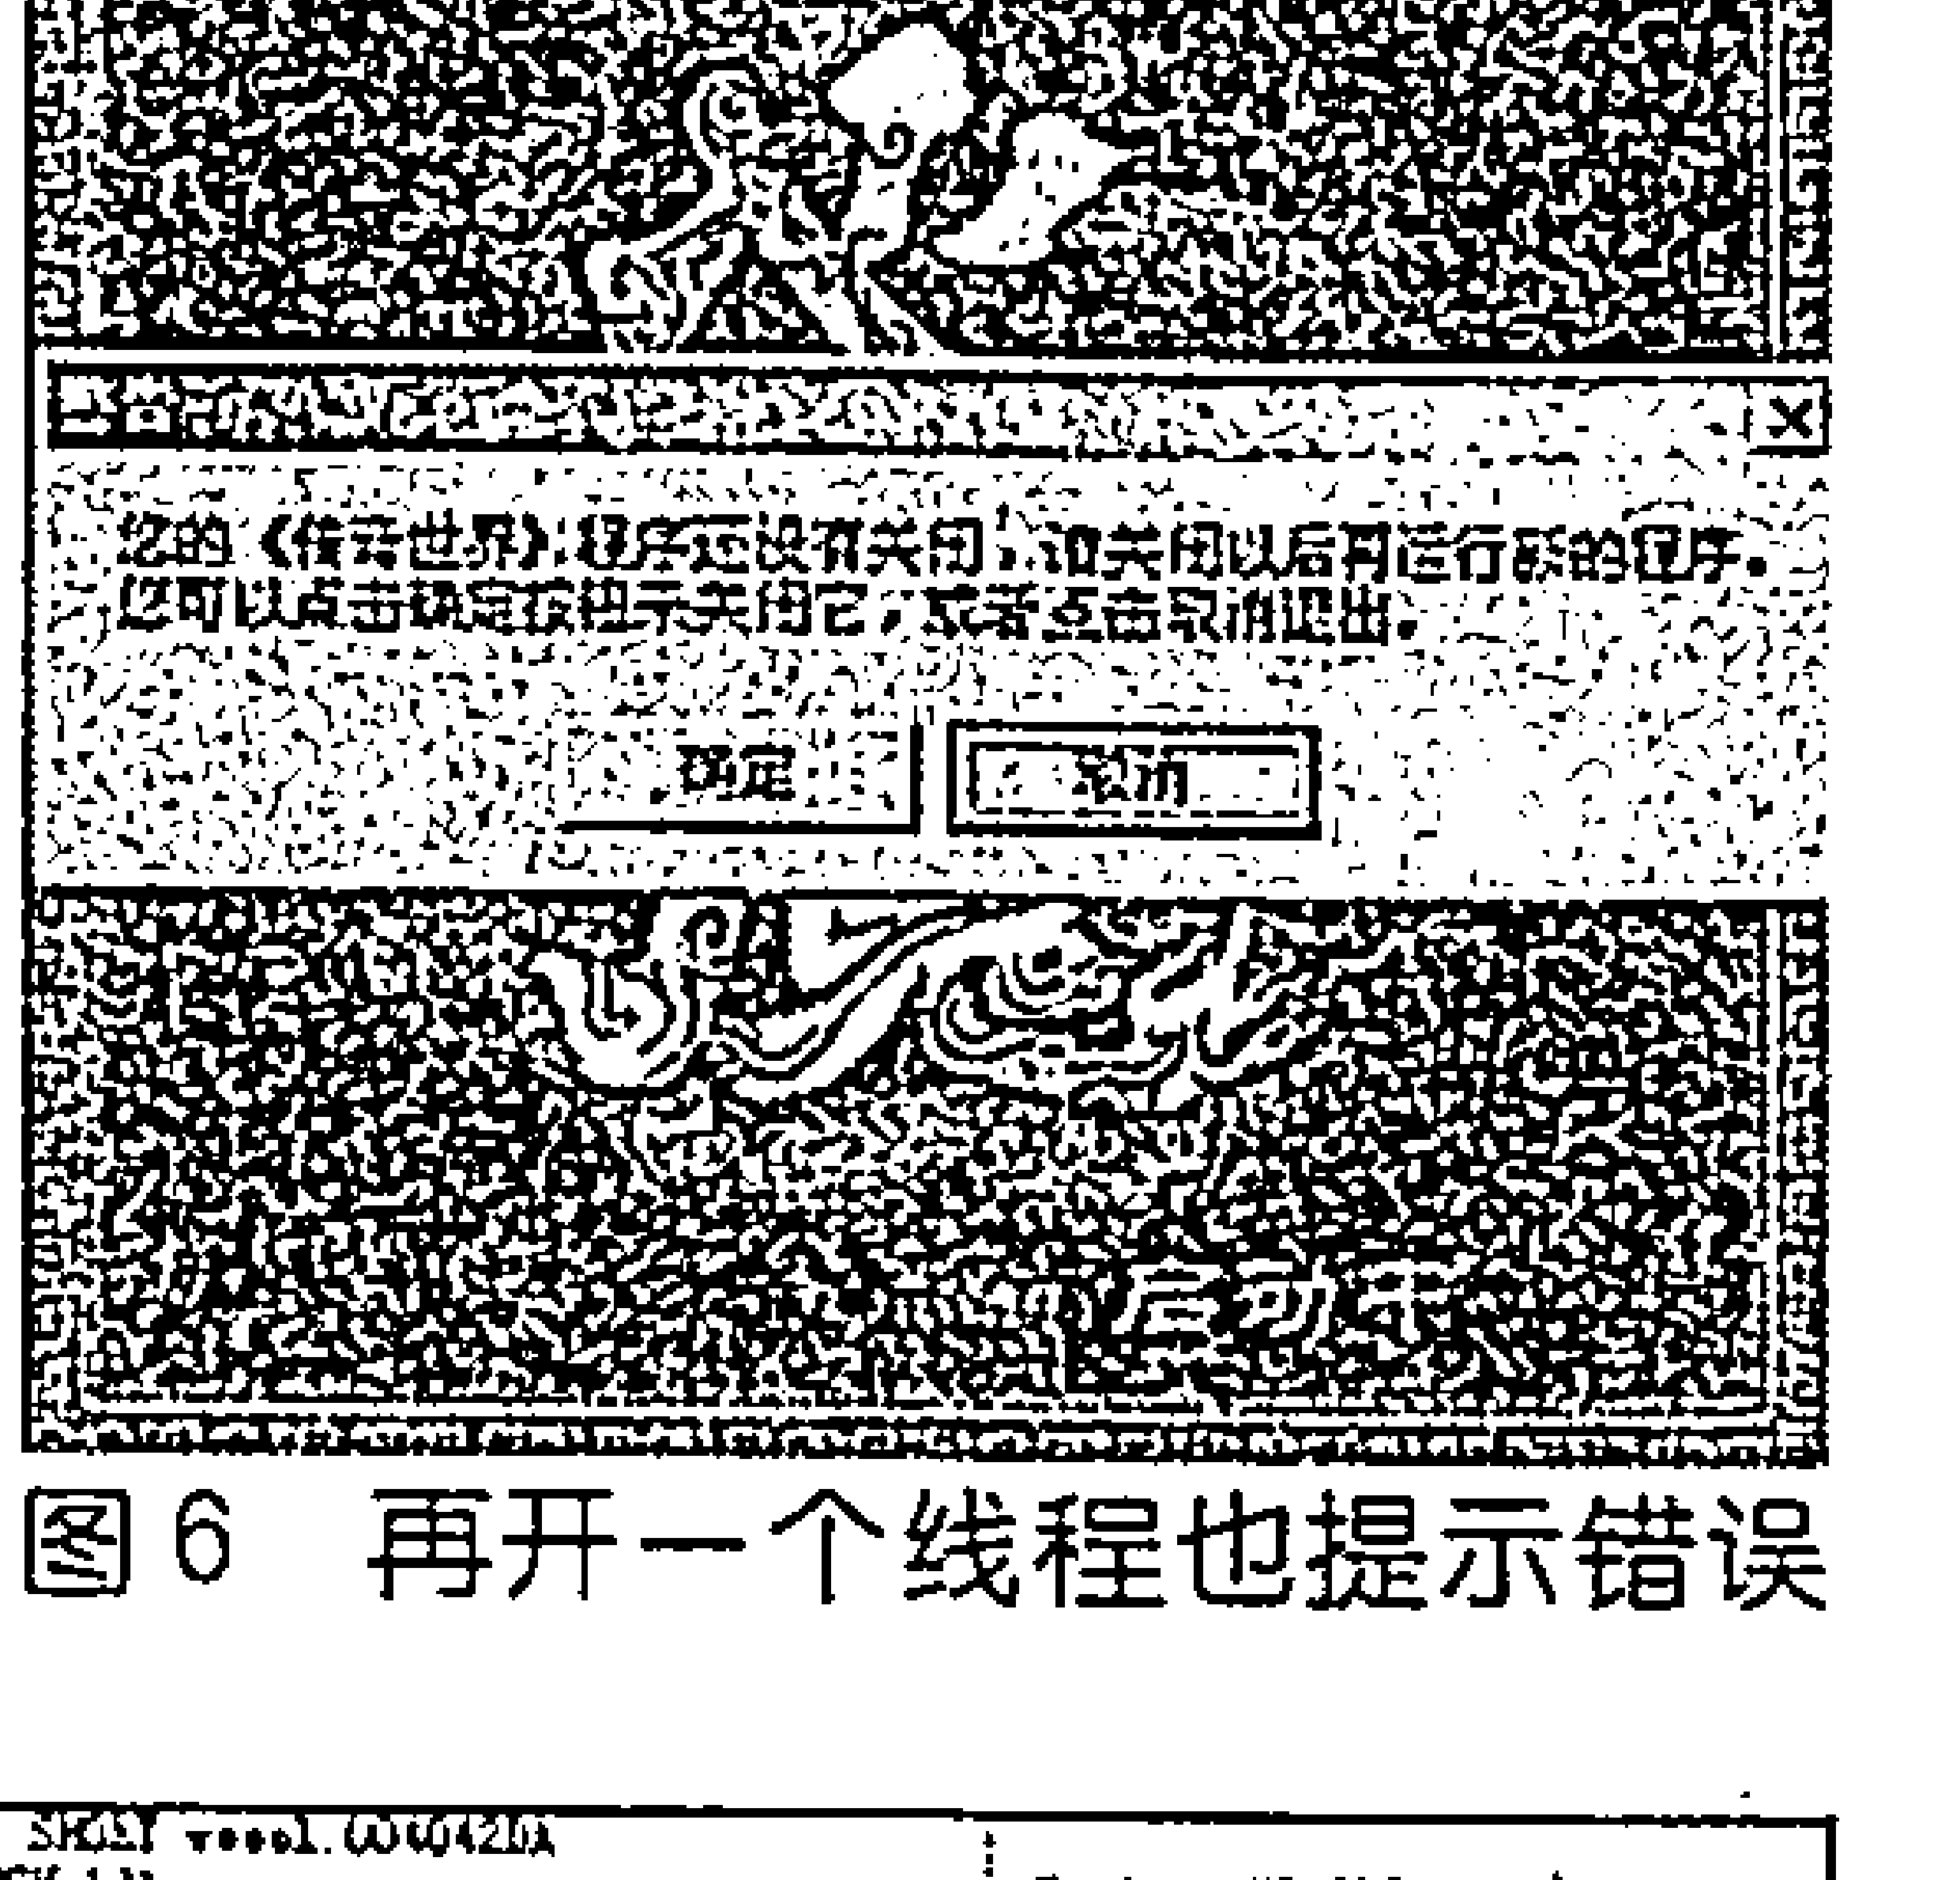 您的《传奇世界》程序还没有关闭，请关闭以后再运行新的程序.
您可以点击确定按钮于关闭它,或者点击取消退出.
确定 取消
图6 再开一个线程也提示错误